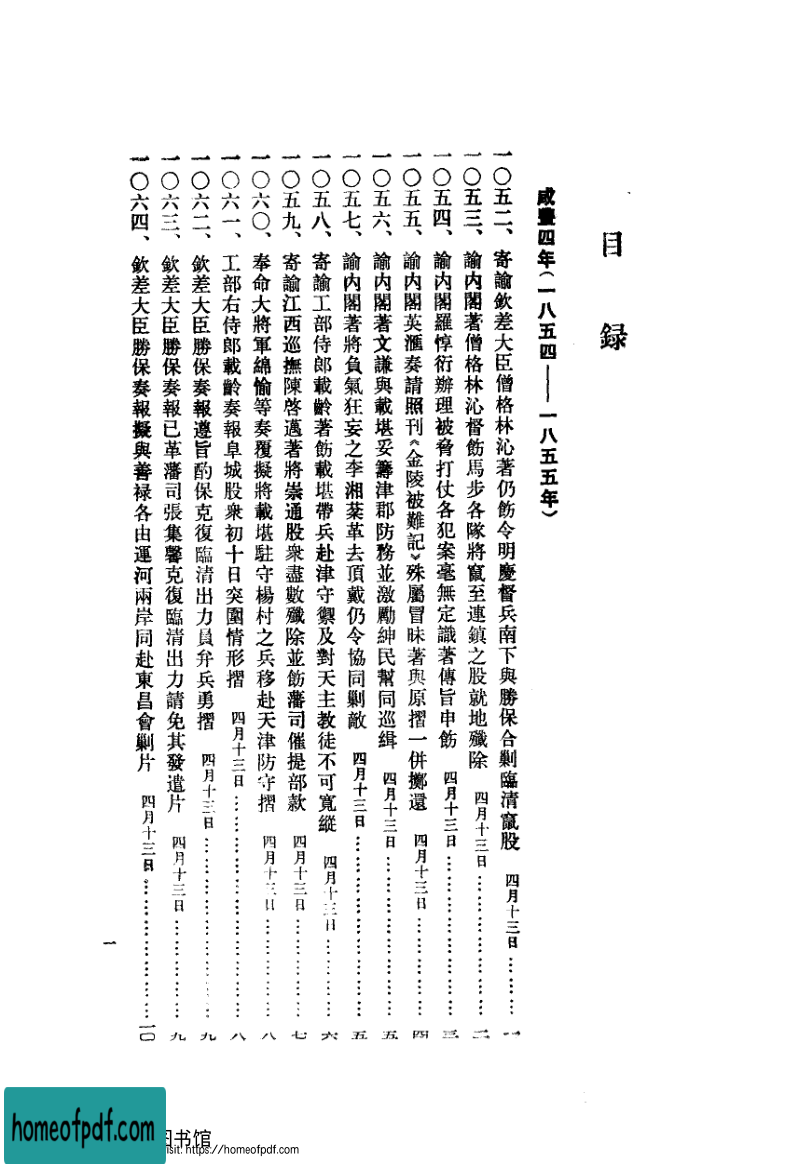 目錄
咸豐四年(一八五四——一八五五年)
一〇五二、寄諭欽差大臣僧格林沁著仍飭令明慶督兵南下與勝保合剿臨清竄股 四月十三日………一
一〇五三、諭內閣著僧格林沁督飭馬步各隊將竄至連鎮之股就地殲除 四月十三日………二
一〇五四、諭內閣羅惇衍辦理被脅打仗各犯案毫無定識著傳旨申飭 四月十三日………三
一〇五五、諭內閣英滙奏請照刊《金陵被難記》殊屬冒昧著與原摺一併擲還 四月十三日………四
一〇五六、諭內閣著文謙與載堪妥籌津郡防務並激勵紳民幫同巡緝 四月十三日………五
一〇五七、諭內閣著將負氣狂妄之李湘棻革去頂戴仍令協同剿敵 四月十三日………五
一〇五八、寄諭工部侍郎載齡著飭載堪帶兵赴津守禦及對天主教徒不可寬縱 四月十三日………六
一〇五九、寄諭江西巡撫陳啓邁著將崇通股衆盡數殲除並飭藩司催提部款 四月十三日………七
一〇六〇、奉命大將軍綿愉等奏覆擬將載堪駐守楊村之兵移赴天津防守摺 四月十三日………八
一〇六一、工部右侍郎載齡奏報阜城股衆初十日突圍情形摺 四月十三日………八
一〇六二、欽差大臣勝保奏報遵旨酌保克復臨清出力員弁兵勇摺 四月十三日………九
一〇六三、欽差大臣勝保奏報已革藩司張集馨克復臨清出力請免其發遣片 四月十三日………九
一〇六四、欽差大臣勝保奏報擬與善祿各由運河兩岸同赴東昌會剿片 四月十三日………一〇
一
homeofpdf.com
图书馆
visit: https://homeofpdf.com